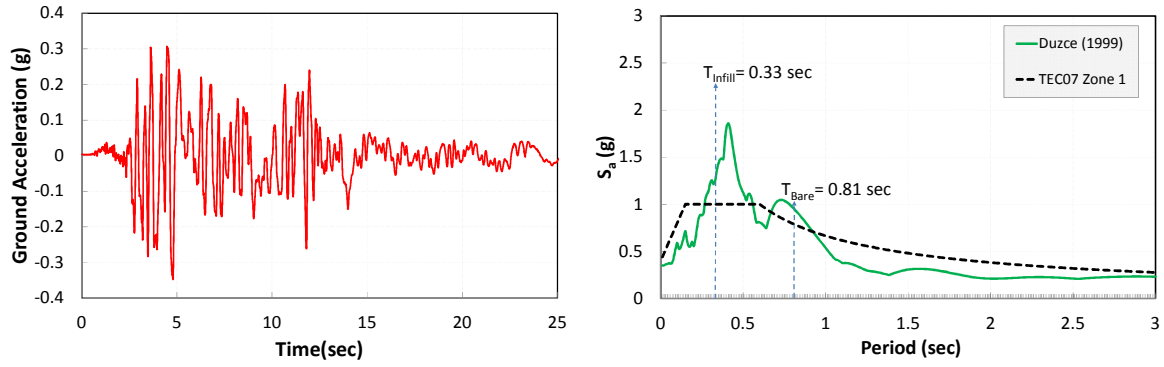 0.4
0.3
0.2
0.1
0
-0.1
-0.2
-0.3
-0.4
Ground Acceleration (g)
0 5 10 15 20 25
Time(sec)
3
2.5
2
1.5
1
0.5
0
Sa (g)
TInfill= 0.33 sec
TBare= 0.81 sec
Duzce (1999)
TEC07 Zone 1
0 0.5 1 1.5 2 2.5 3
Period (sec)